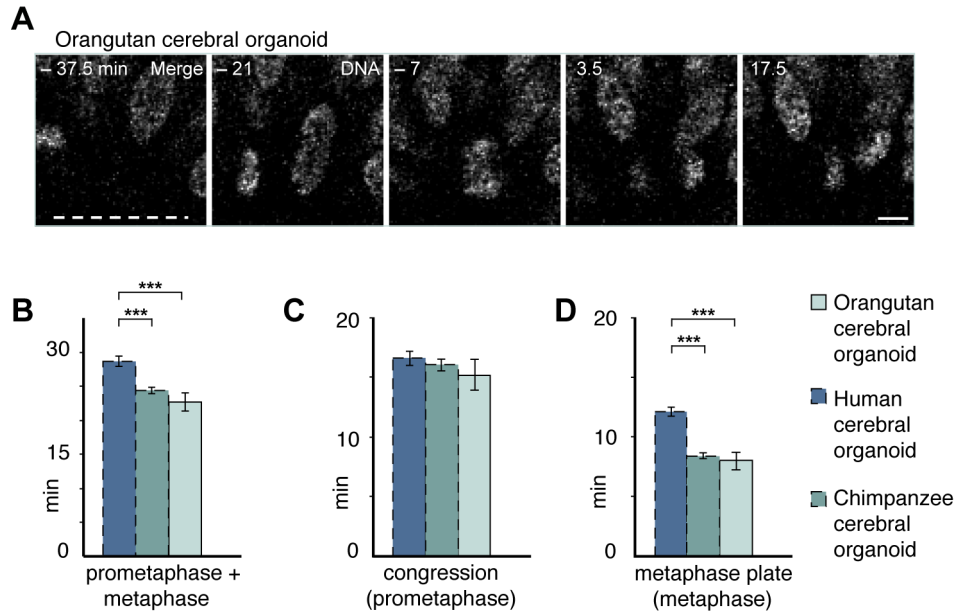 A
Orangutan cerebral organoid
– 37.5 min Merge
– 21 DNA
– 7
3.5
17.5
B
***
***
30
15
0
min
prometaphase +
metaphase
C
20
10
0
min
congression
(prometaphase)
D
***
***
20
10
0
min
metaphase plate
(metaphase)
Orangutan
cerebral
organoid
Human
cerebral
organoid
Chimpanzee
cerebral
organoid